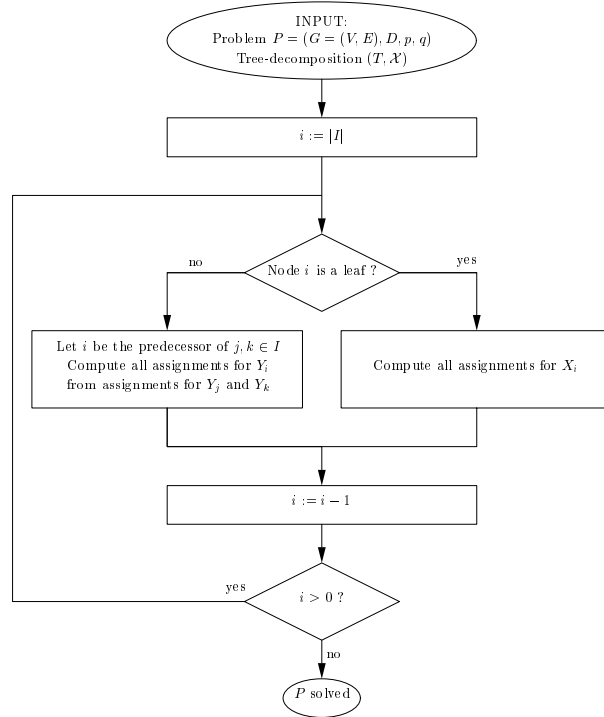 INPUT:
Problem P = (G = (V, E), D, p, q)
Tree-decomposition (T, 𝒳)
i := |I|
no
Node i is a leaf ?
yes
Let i be the predecessor of j, k ∈ I
Compute all assignments for Y_i
from assignments for Y_j and Y_k
Compute all assignments for X_i
i := i − 1
yes
i > 0 ?
no
P solved